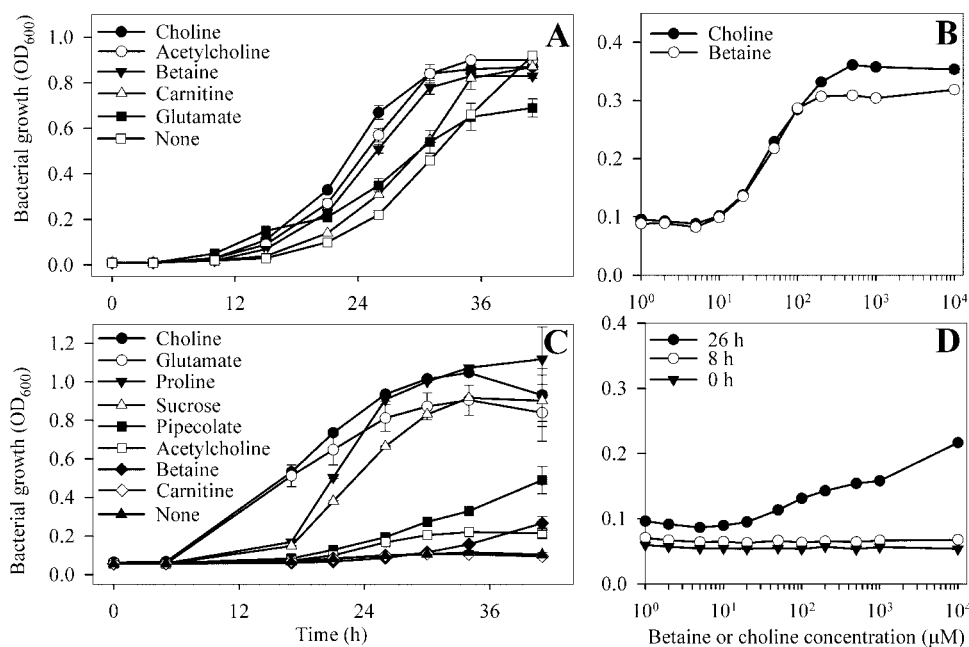 A
Bacterial growth (OD600)
1.0
0.8
0.6
0.4
0.2
0.0
Choline
Acetylcholine
Betaine
Carnitine
Glutamate
None
0 12 24 36
B
0.4
0.3
0.2
0.1
0.0
Choline
Betaine
10^0 10^1 10^2 10^3 10^4
C
Bacterial growth (OD600)
1.2
1.0
0.8
0.6
0.4
0.2
0.0
Choline
Glutamate
Proline
Sucrose
Pipecolate
Acetylcholine
Betaine
Carnitine
None
0 12 24 36
Time (h)
D
0.4
0.3
0.2
0.1
0.0
26 h
8 h
0 h
10^0 10^1 10^2 10^3 10^4
Betaine or choline concentration (μM)